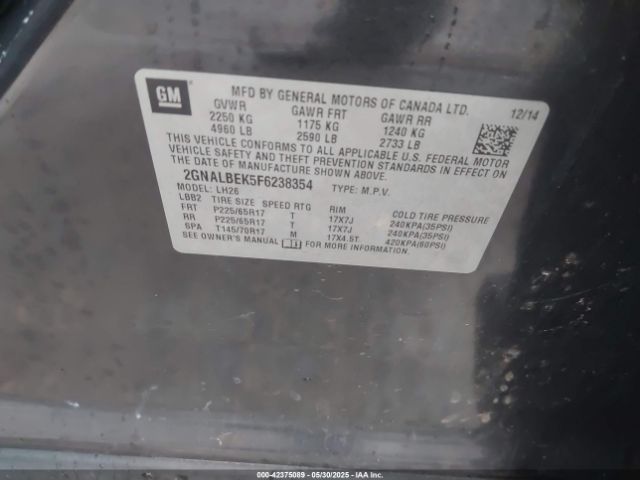 GM
MFD BY GENERAL MOTORS OF CANADA LTD.
GVWR GAWR FRT GAWR RR 12/14
2250 KG 1175 KG 1240 KG
4960 LB 2590 LB 2733 LB
THIS VEHICLE CONFORMS TO ALL APPLICABLE U.S. FEDERAL MOTOR
VEHICLE SAFETY AND THEFT PREVENTION STANDARDS IN EFFECT ON
THE DATE OF MANUFACTURE SHOWN ABOVE.
2GNALBEK5F6238354 TYPE: M.P.V.
MODEL: LH26
LBB2 TIRE SIZE SPEED RTG RIM COLD TIRE PRESSURE
FRT P225/65R17 T 17X7J 240KPA(35PSI)
RR P225/65R17 T 17X7J 240KPA(35PSI)
SPA T145/70R17 M 17X4.5T 420KPA(60PSI)
SEE OWNER'S MANUAL FOR MORE INFORMATION.
000-42375089 - 05/30/2025 - IAAI.COM